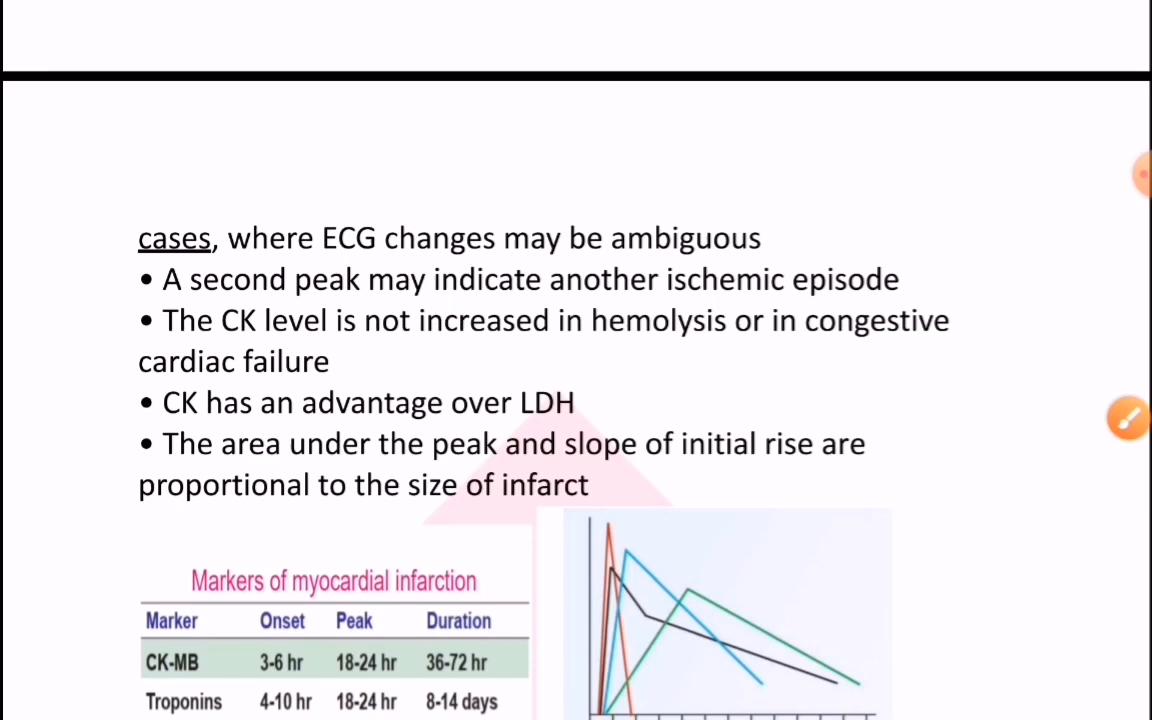 cases, where ECG changes may be ambiguous
• A second peak may indicate another ischemic episode
• The CK level is not increased in hemolysis or in congestive
cardiac failure
• CK has an advantage over LDH
• The area under the peak and slope of initial rise are
proportional to the size of infarct
Markers of myocardial infarction
Marker Onset Peak Duration
CK-MB 3-6 hr 18-24 hr 36-72 hr
Troponins 4-10 hr 18-24 hr 8-14 days